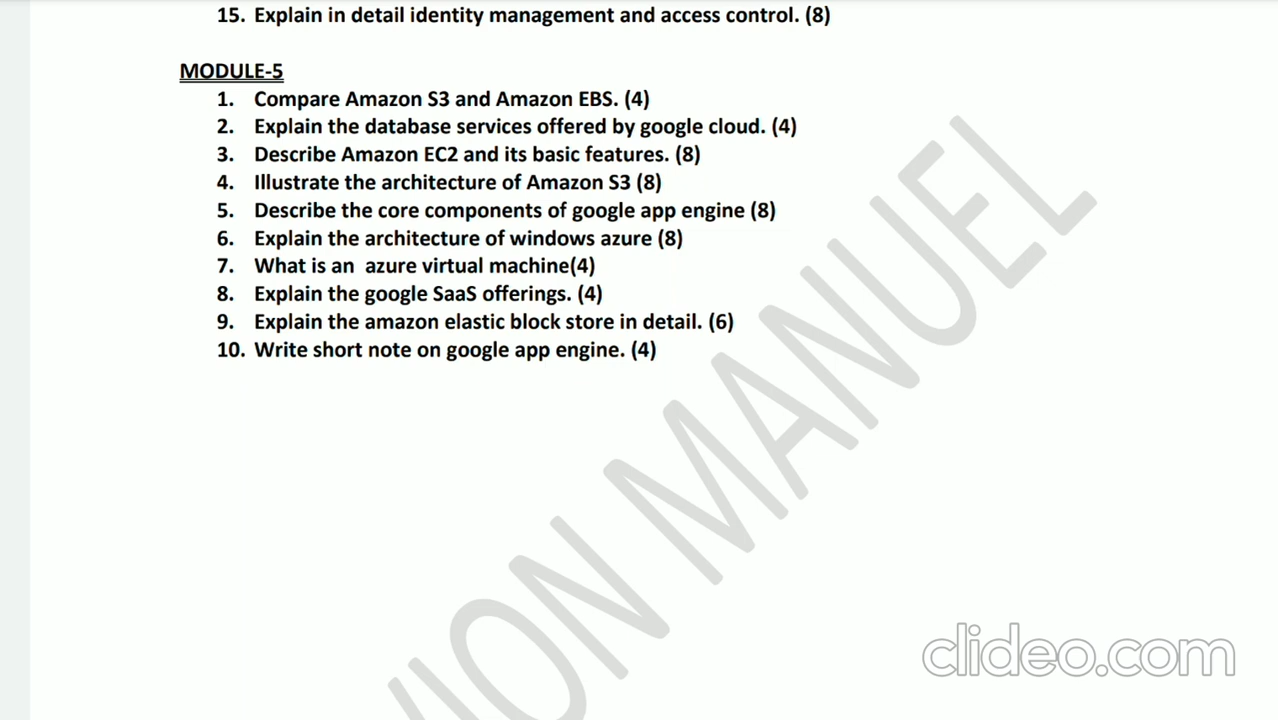 15. Explain in detail identity management and access control. (8)
MODULE-5
1. Compare Amazon S3 and Amazon EBS. (4)
2. Explain the database services offered by google cloud. (4)
3. Describe Amazon EC2 and its basic features. (8)
4. Illustrate the architecture of Amazon S3 (8)
5. Describe the core components of google app engine (8)
6. Explain the architecture of windows azure (8)
7. What is an  azure virtual machine(4)
8. Explain the google SaaS offerings. (4)
9. Explain the amazon elastic block store in detail. (6)
10. Write short note on google app engine. (4)
MANUEL
clideo.com